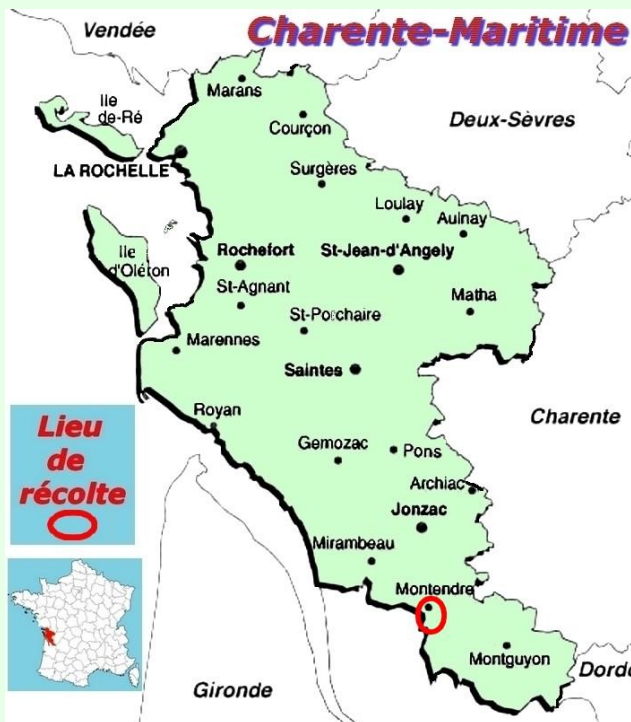 Charente-Maritime
Vendée
Marans
Ile
de-Ré
Courçon
Deux-Sèvres
LA ROCHELLE
Surgères
Loulay
Aulnay
Ile
d'Oléron
Rochefort
St-Jean-d'Angely
St-Agnant
Matha
St-Porchaire
Marennes
Saintes
Royan
Charente
Lieu
de
récolte
Gemozac
Pons
Archiac
Jonzac
Mirambeau
Montendre
Montguyon
Gironde
Dord